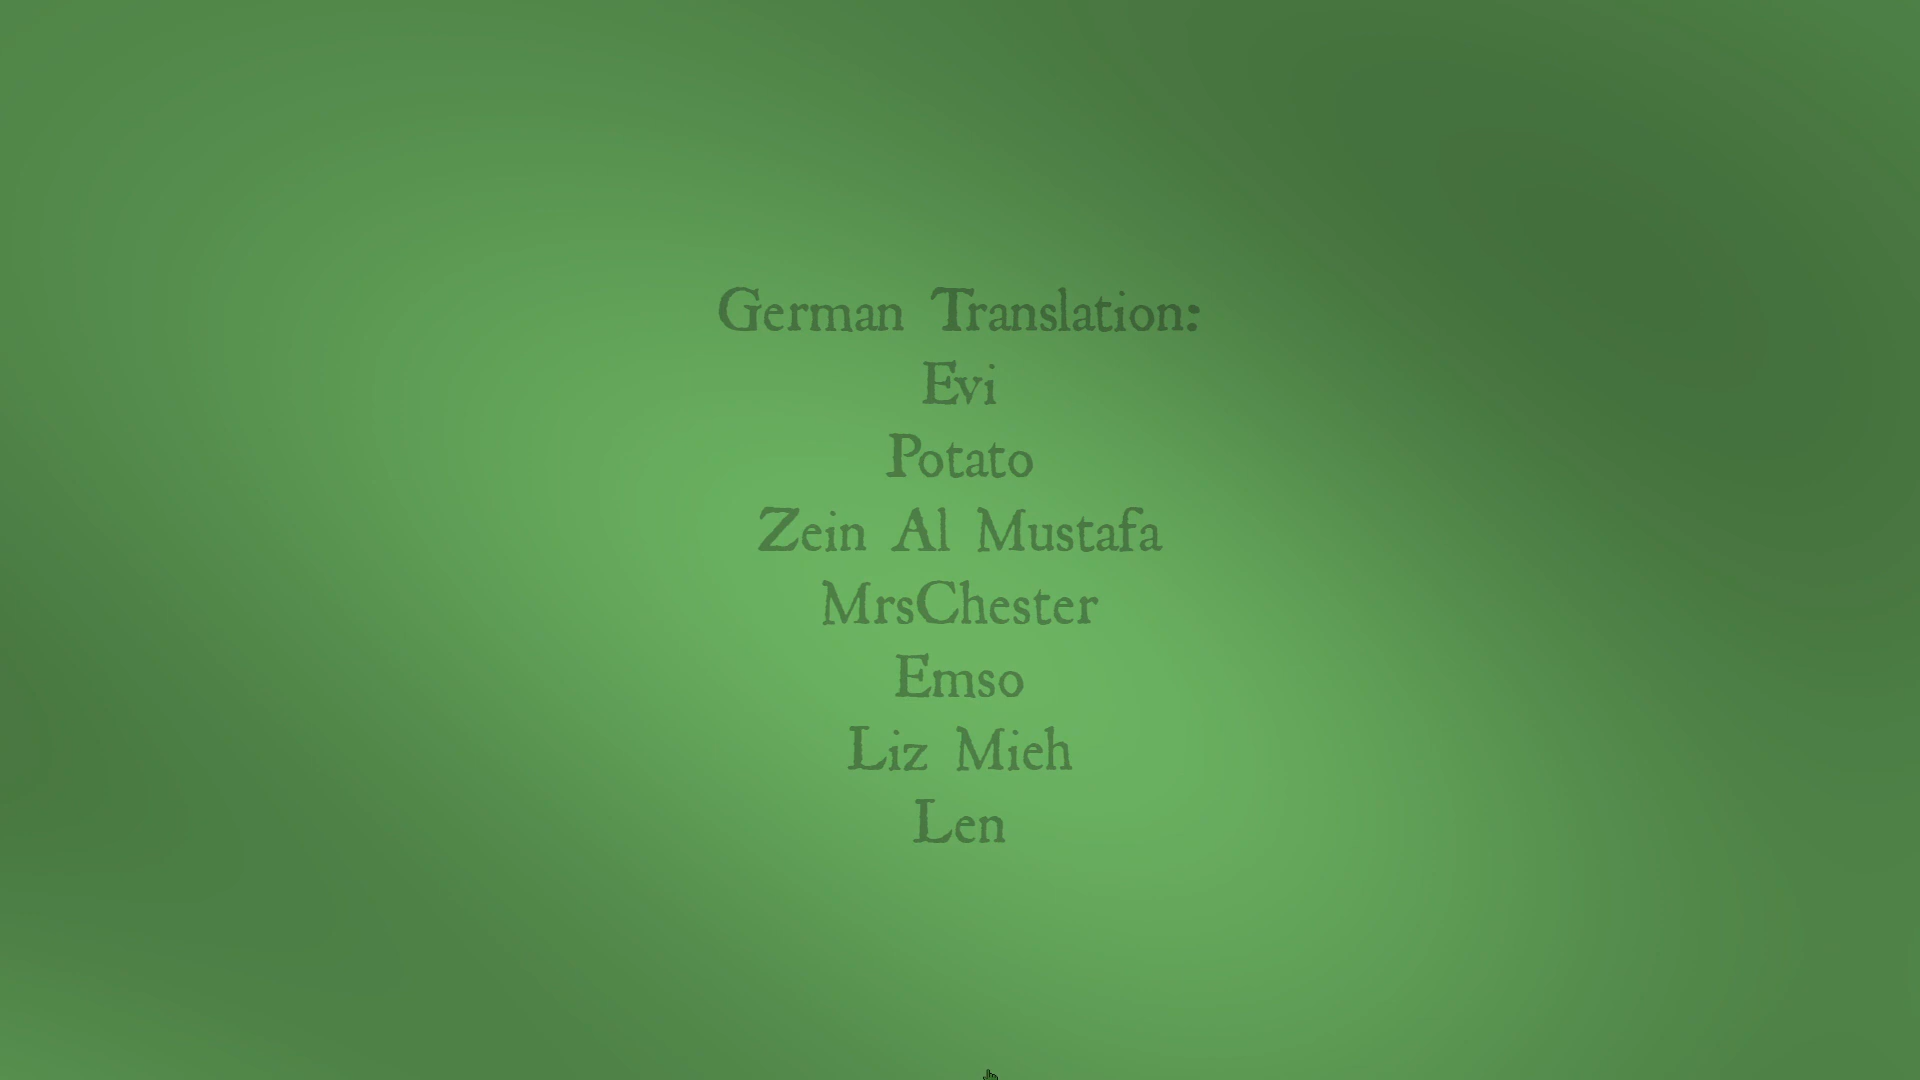 German Translation:
Evi
Potato
Zein Al Mustafa
MrsChester
Emso
Liz Mieh
Len